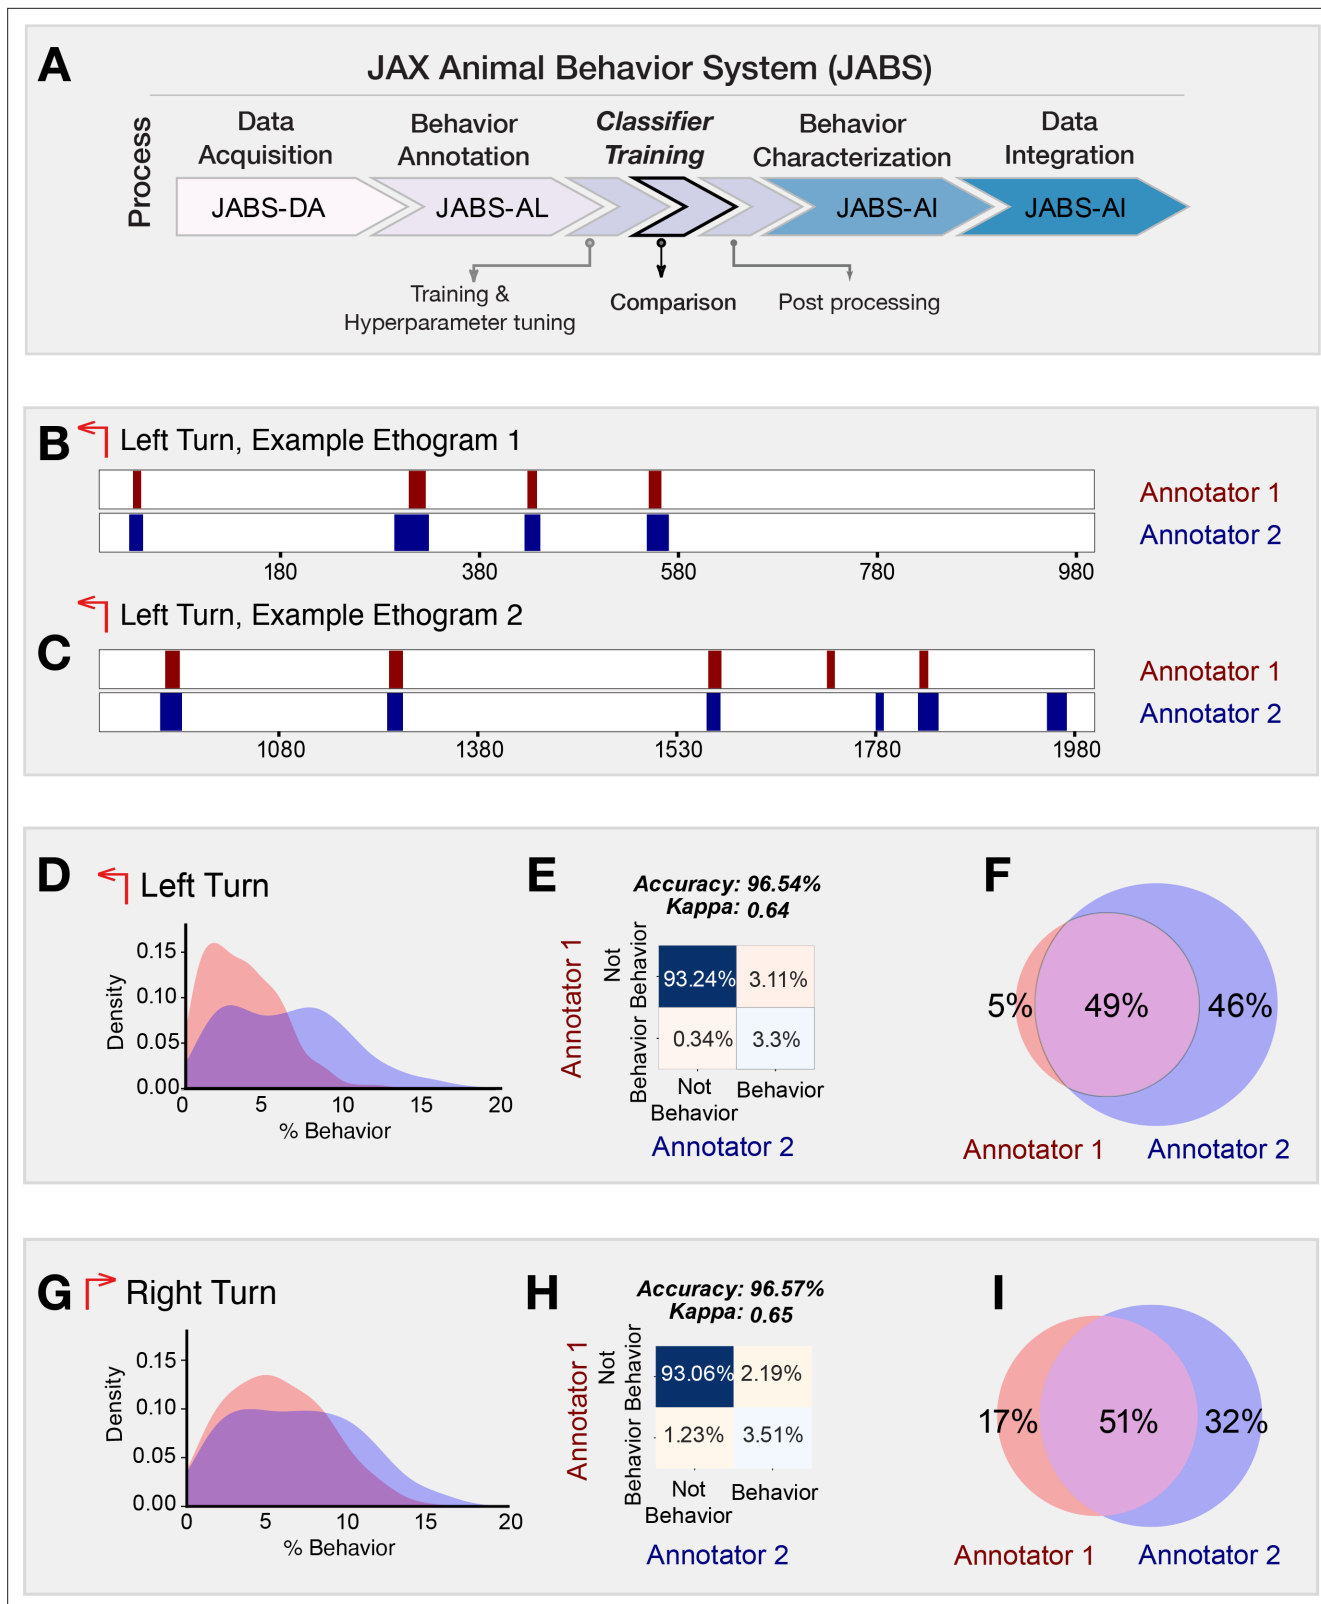 A
JAX Animal Behavior System (JABS)
Process
Data
Acquisition
Behavior
Annotation
Classifier
Training
Behavior
Characterization
Data
Integration
JABS-DA
JABS-AL
JABS-AI
JABS-AI
Training &
Hyperparameter tuning
Comparison
Post processing
B
Left Turn, Example Ethogram 1
Annotator 1
Annotator 2
180 380 580 780 980
Left Turn, Example Ethogram 2
C
Annotator 1
Annotator 2
1080 1380 1530 1780 1980
D
Left Turn
Density
0.15
0.10
0.05
0.00
0 5 10 15 20
% Behavior
E
Accuracy: 96.54%
Kappa: 0.64
Annotator 1
Not
Behavior
Behavior
93.24% 3.11%
0.34% 3.3%
Not
Behavior
Behavior
Annotator 2
F
5% 49% 46%
Annotator 1
Annotator 2
G
Right Turn
Density
0.15
0.10
0.05
0.00
0 5 10 15 20
% Behavior
H
Accuracy: 96.57%
Kappa: 0.65
Annotator 1
Not
Behavior
Behavior
93.06% 2.19%
1.23% 3.51%
Not
Behavior
Behavior
Annotator 2
I
17% 51% 32%
Annotator 1
Annotator 2